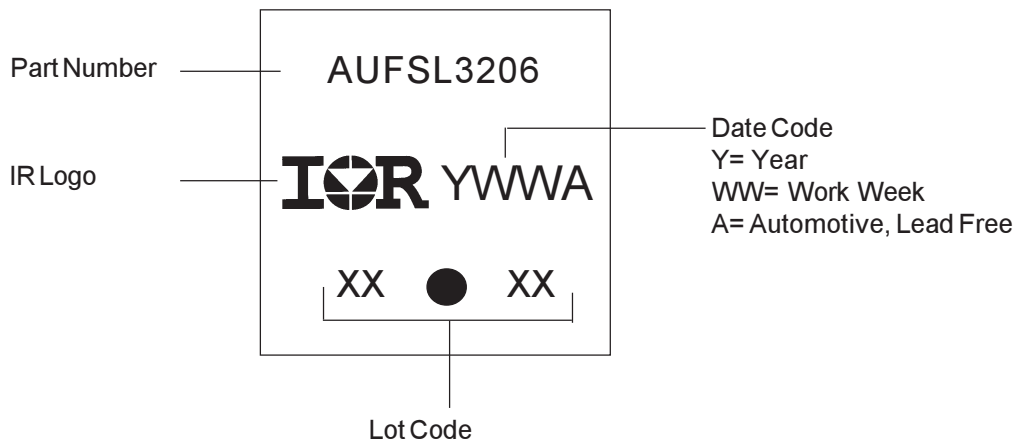 Part Number
AUFSL3206
IR Logo
IOR YWWA
Date Code
Y= Year
WW= Work Week
A= Automotive, Lead Free
XX XX
Lot Code